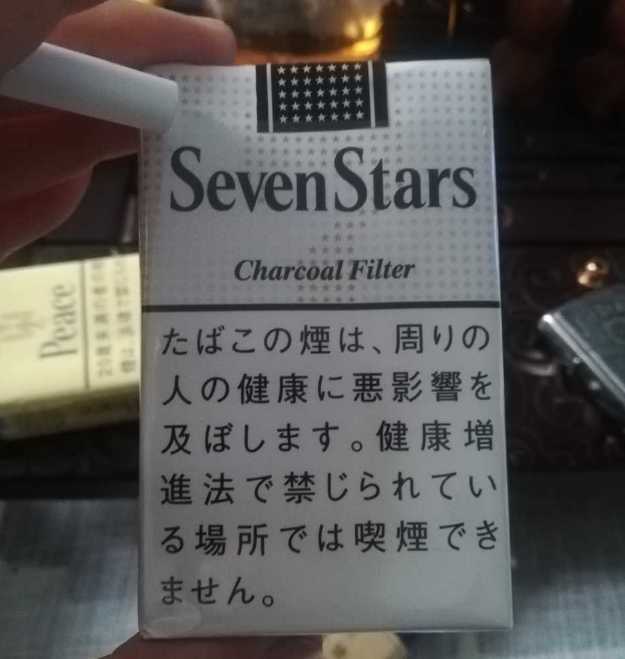 Seven Stars
Charcoal Filter
たばこの煙は、周りの
人の健康に悪影響を
及ぼします。健康増
進法で禁じられてい
る場所では喫煙でき
ません。
Peace